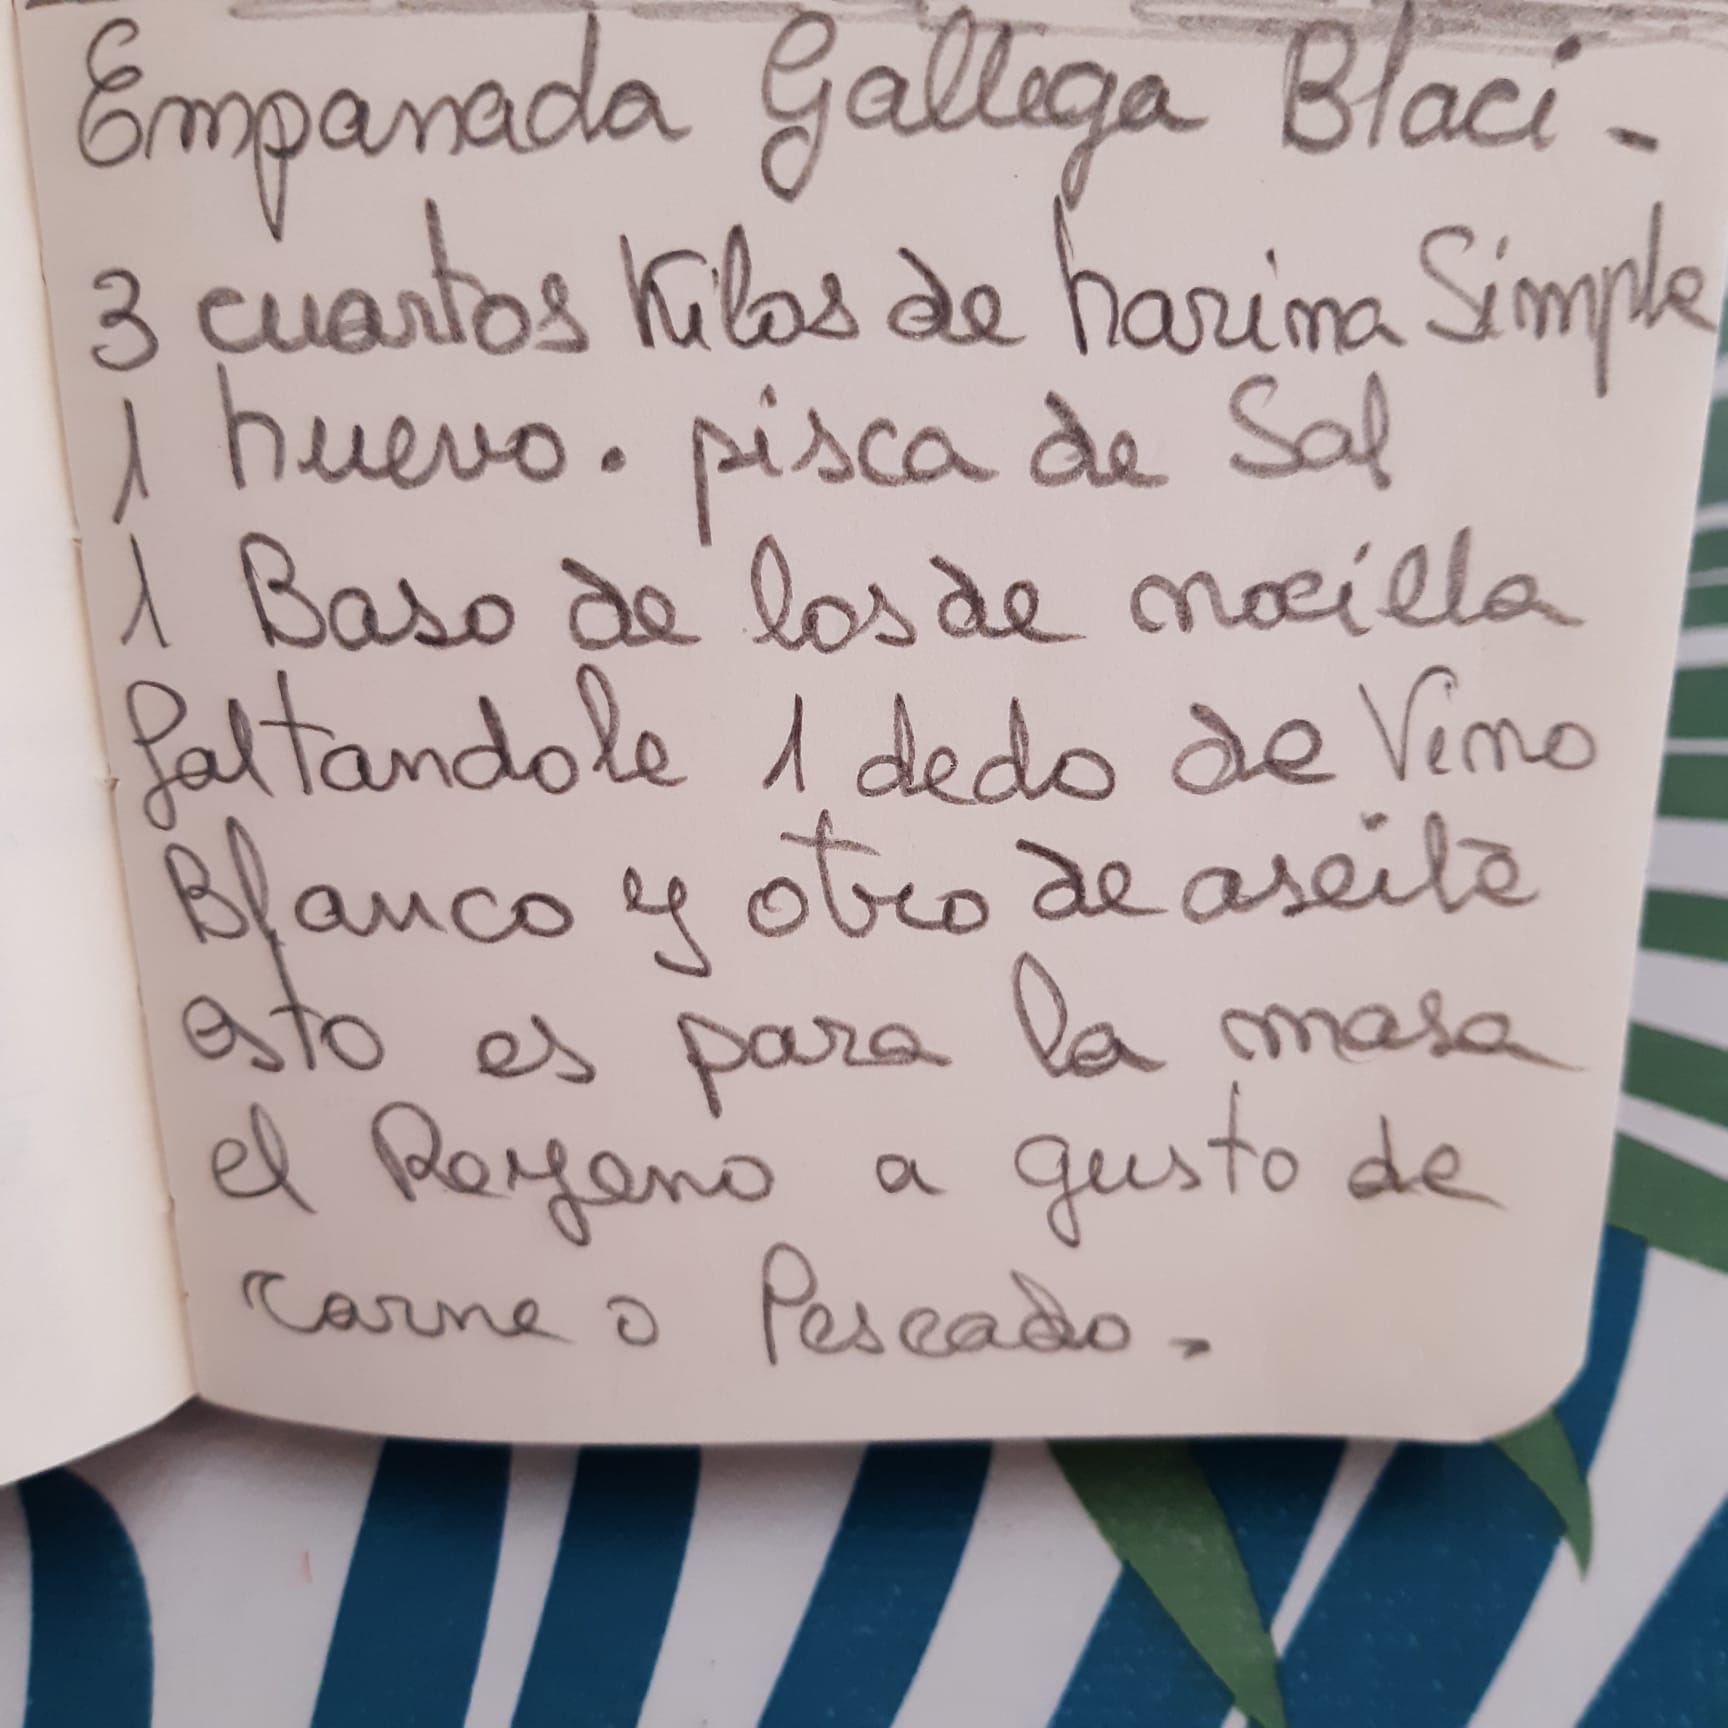 Empanada Gallega Blaci -
3 cuartos Kilos de harina Simple
1 huevo. pisca de Sal
1 Baso de los de nocilla
faltandole 1 dedo de Vino
Blanco y otro de aseite
esto es para la masa
el Reyeno a gusto de
carne o Pescado.